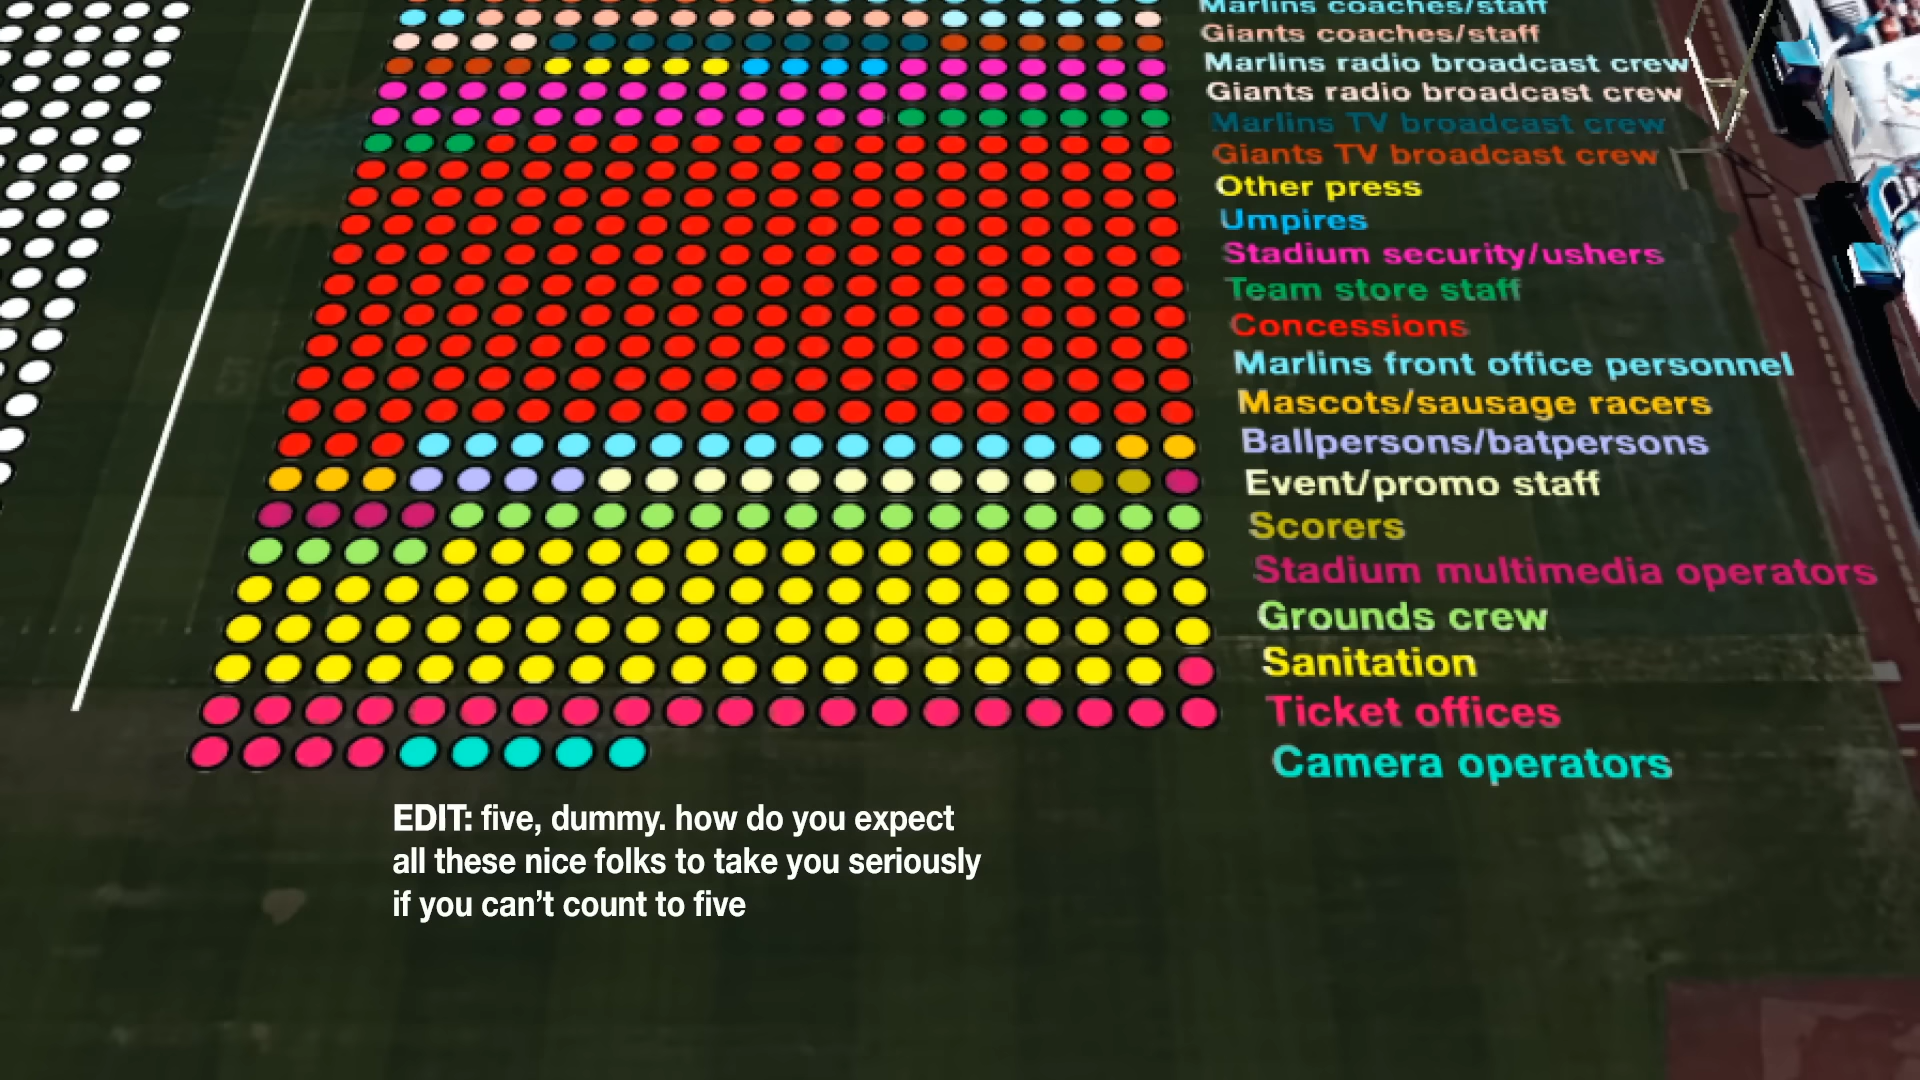 Marlins coaches/staff
Giants coaches/staff
Marlins radio broadcast crew
Giants radio broadcast crew
Marlins TV broadcast crew
Giants TV broadcast crew
Other press
Umpires
Stadium security/ushers
Team store staff
Concessions
Marlins front office personnel
Mascots/sausage racers
Ballpersons/batpersons
Event/promo staff
Scorers
Stadium multimedia operators
Grounds crew
Sanitation
Ticket offices
Camera operators
EDIT: five, dummy. how do you expect
all these nice folks to take you seriously
if you can't count to five